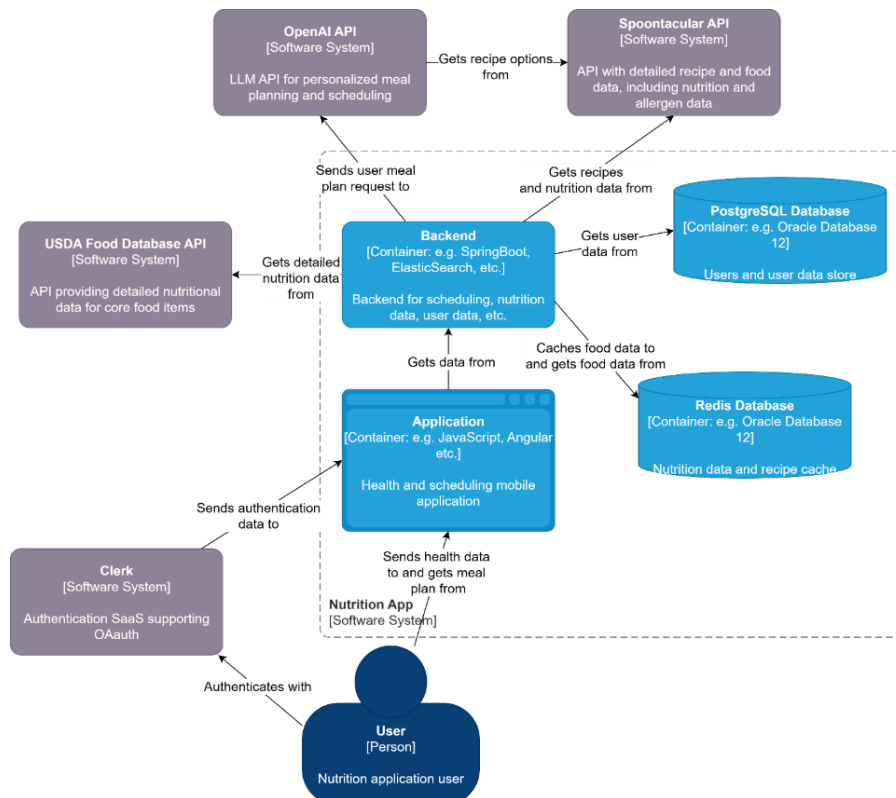 OpenAI API
[Software System]
LLM API for personalized meal
planning and scheduling
Gets recipe options
from
Spoontacular API
[Software System]
API with detailed recipe and food
data, including nutrition and
allergen data
Sends user meal
plan request to
Gets recipes
and nutrition data from
USDA Food Database API
[Software System]
API providing detailed nutritional
data for core food items
Gets detailed
nutrition data
from
Backend
[Container: e.g. SpringBoot,
ElasticSearch, etc.]
Backend for scheduling, nutrition
data, user data, etc.
Gets user
data from
PostgreSQL Database
[Container: e.g. Oracle Database
12]
Users and user data store
Gets data from
Caches food data to
and gets food data from
Redis Database
[Container: e.g. Oracle Database
12]
Nutrition data and recipe cache
Application
[Container: e.g. JavaScript, Angular
etc.]
Health and scheduling mobile
application
Sends authentication
data to
Clerk
[Software System]
Authentication SaaS supporting
OAauth
Sends health data
to and gets meal
plan from
Nutrition App
[Software System]
Authenticates with
User
[Person]
Nutrition application user